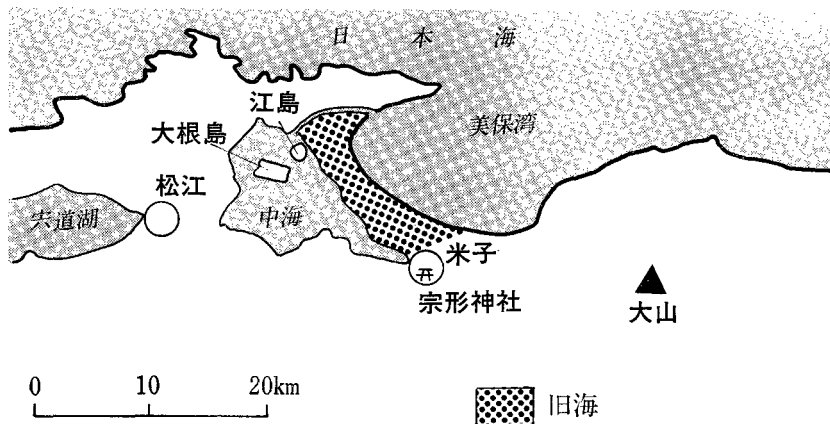 日本海
江島
美保湾
大根島
松江
宍道湖
中海
米子
宗形神社
大山
0 10 20km
旧海